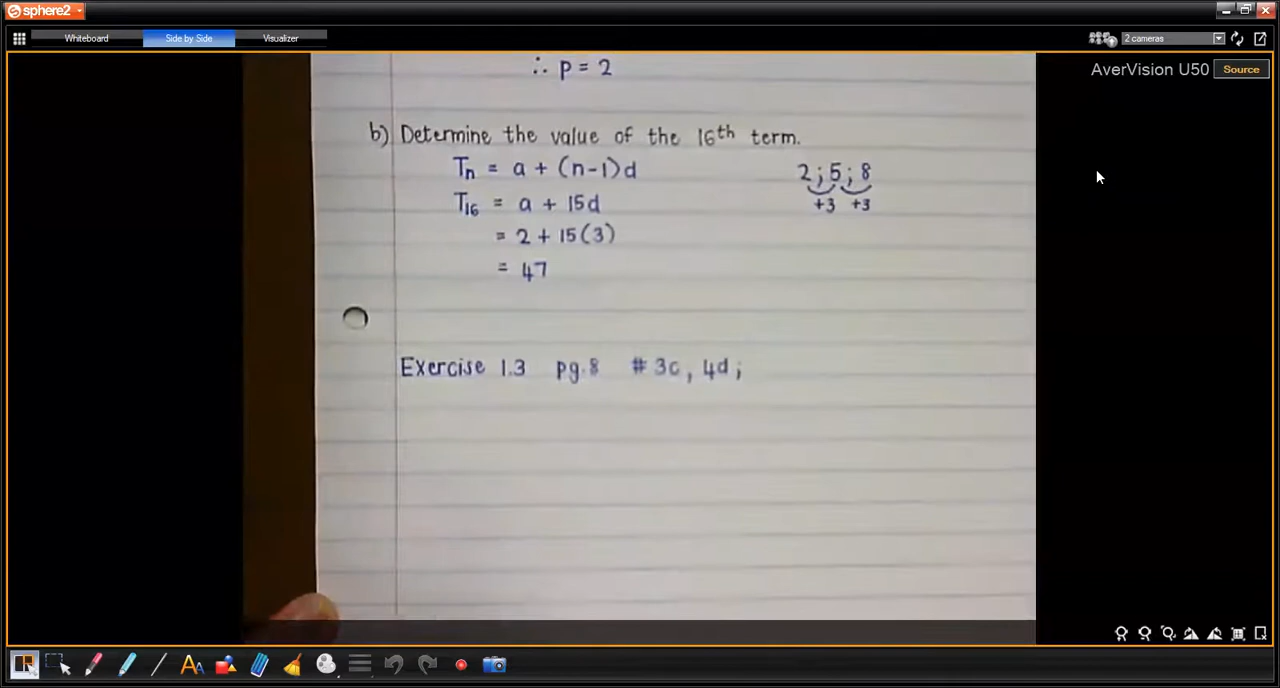 sphere2
Whiteboard
Side by Side
Visualizer
2 cameras
AverVision U50
Source
∴ p = 2
b) Determine the value of the 16th term.
Tn = a + (n-1)d
2 ; 5 ; 8
T16 = a + 15d
+3 +3
= 2 + 15(3)
= 47
Exercise 1.3 pg.8 # 3c, 4d ;